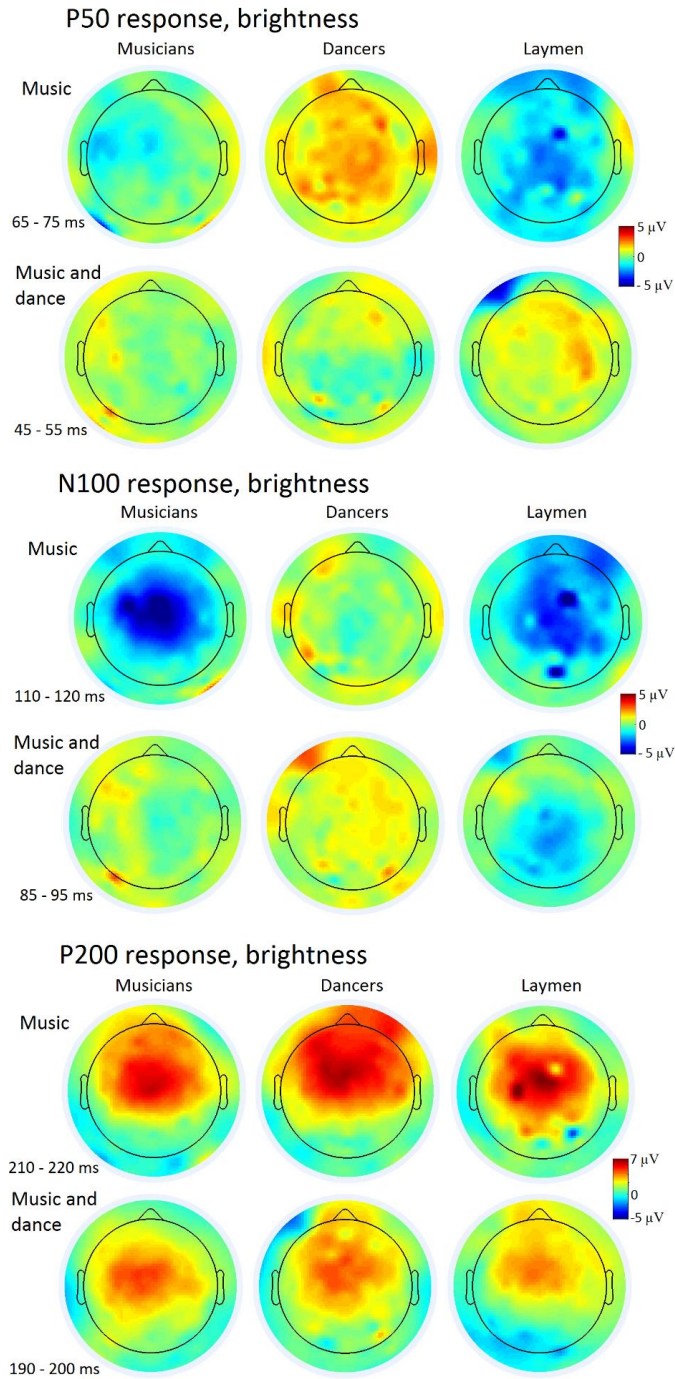 P50 response, brightness
Musicians Dancers Laymen
Music
65 - 75 ms
5 µV
0
- 5 µV
Music and
dance
45 - 55 ms
N100 response, brightness
Musicians Dancers Laymen
Music
110 - 120 ms
5 µV
0
- 5 µV
Music and
dance
85 - 95 ms
P200 response, brightness
Musicians Dancers Laymen
Music
210 - 220 ms
7 µV
0
-5 µV
Music and
dance
190 - 200 ms